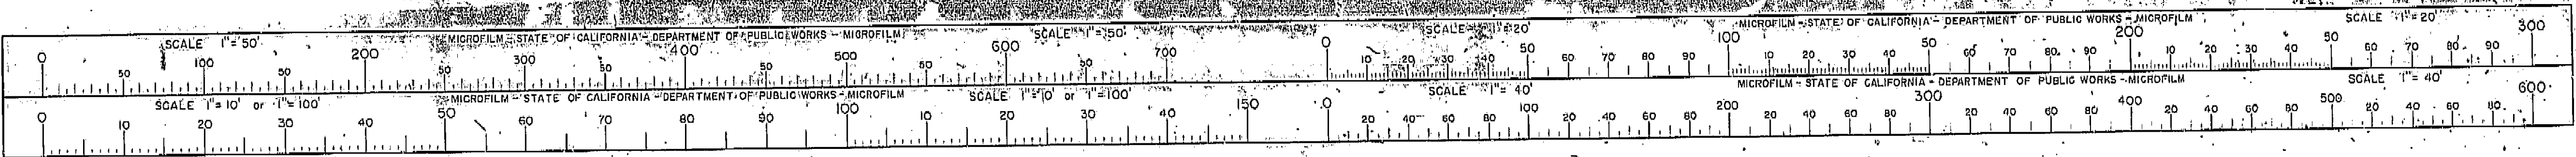 SCALE 1"=50' MICROFILM - STATE OF CALIFORNIA - DEPARTMENT OF PUBLIC WORKS - MICROFILM SCALE 1"=50' SCALE 1"=20' MICROFILM - STATE OF CALIFORNIA - DEPARTMENT OF PUBLIC WORKS - MICROFILM SCALE 1"=20'
0 50 100 50 200 50 300 50 400 50 500 50 600 50 700 0 10 20 30 40 50 60 70 80 90 100 10 20 30 40 50 60 70 80 90 200 10 20 30 40 50 60 70 80 90 300
SCALE 1"=10' or 1"=100' MICROFILM - STATE OF CALIFORNIA - DEPARTMENT OF PUBLIC WORKS - MICROFILM SCALE 1"=10' or 1"=100' SCALE 1"=40' MICROFILM - STATE OF CALIFORNIA - DEPARTMENT OF PUBLIC WORKS - MICROFILM SCALE 1"=40'
0 10 20 30 40 50 60 70 80 90 100 10 20 30 40 150 0 20 40 60 80 100 20 40 60 80 200 20 40 60 80 300 20 40 60 80 400 20 40 60 80 500 20 40 60 80 600